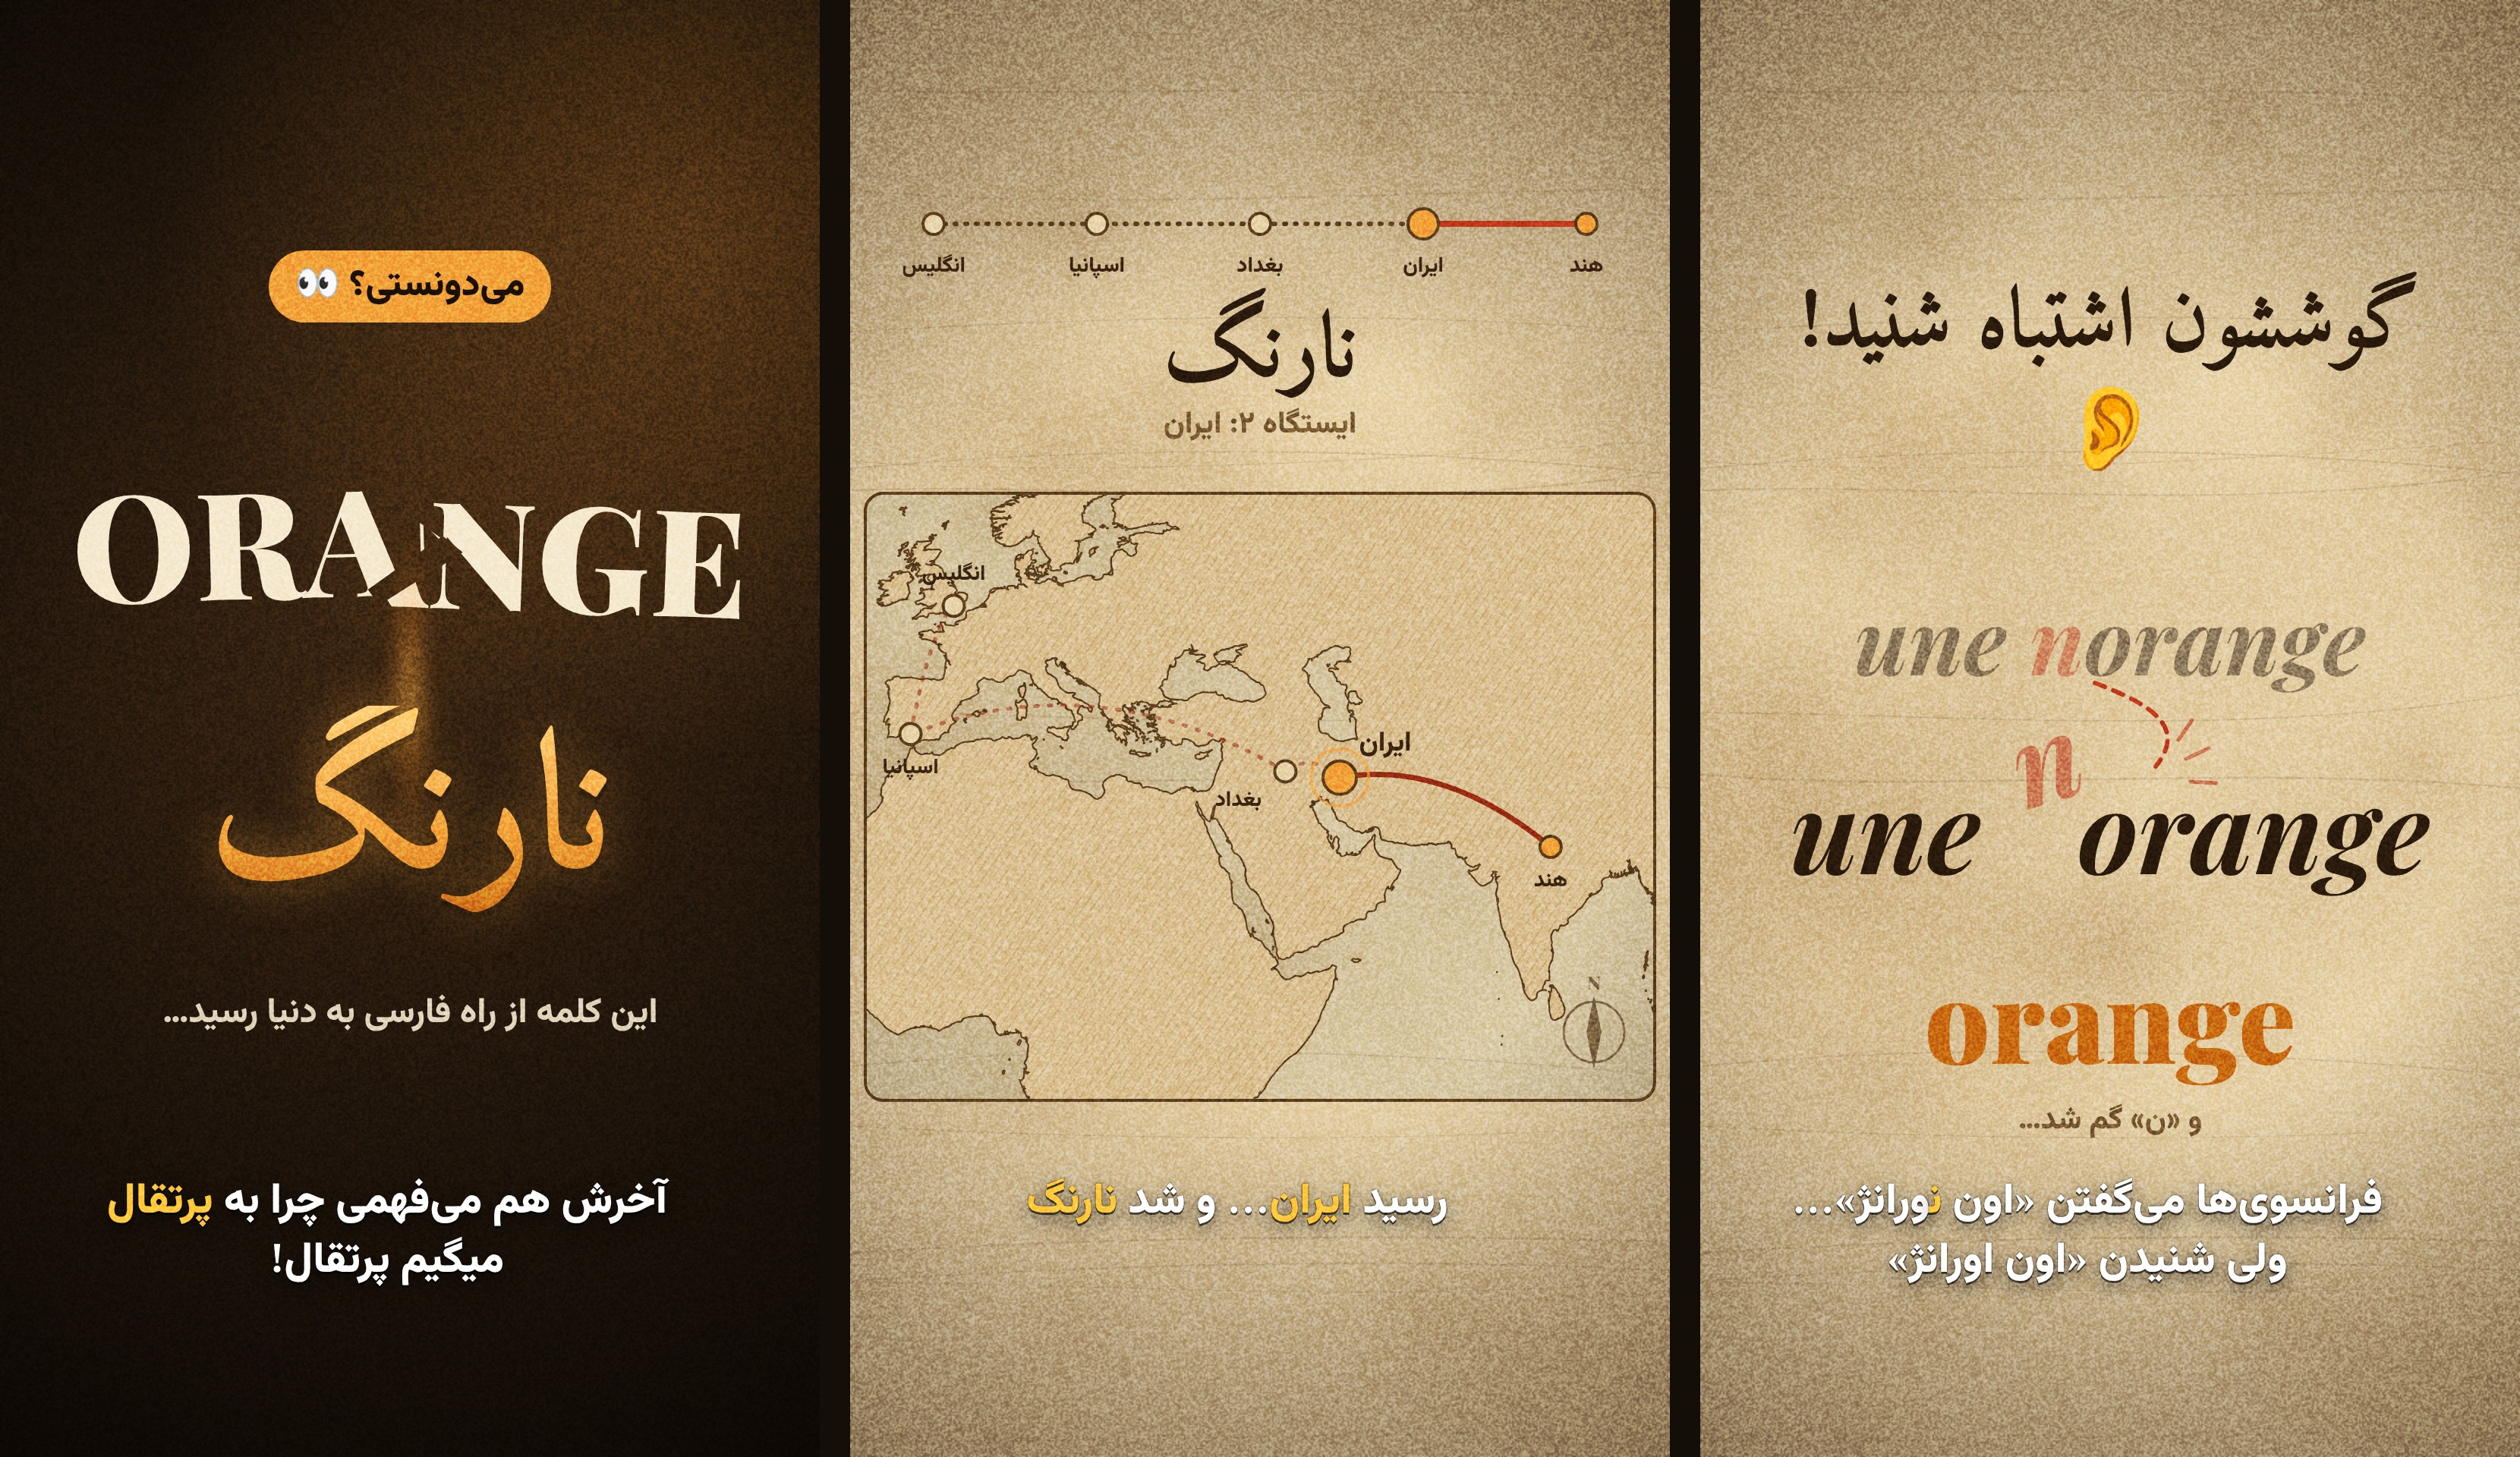 می‌دونستی؟ 👀
ORANGE
نارنگ
این کلمه از راه فارسی به دنیا رسید...
آخرش هم می‌فهمی چرا به پرتقال
میگیم پرتقال!
هند
ایران
بغداد
اسپانیا
انگلیس
نارنگ
ایستگاه ۲: ایران
انگلیس
ایران
اسپانیا
بغداد
هند
N
رسید ایران... و شد نارنگ
گوششون اشتباه شنید!
👂
une norange
n
une orange
orange
و «ن» گم شد...
فرانسوی‌ها می‌گفتن «اون نورانژ»...
ولی شنیدن «اون اورانژ»